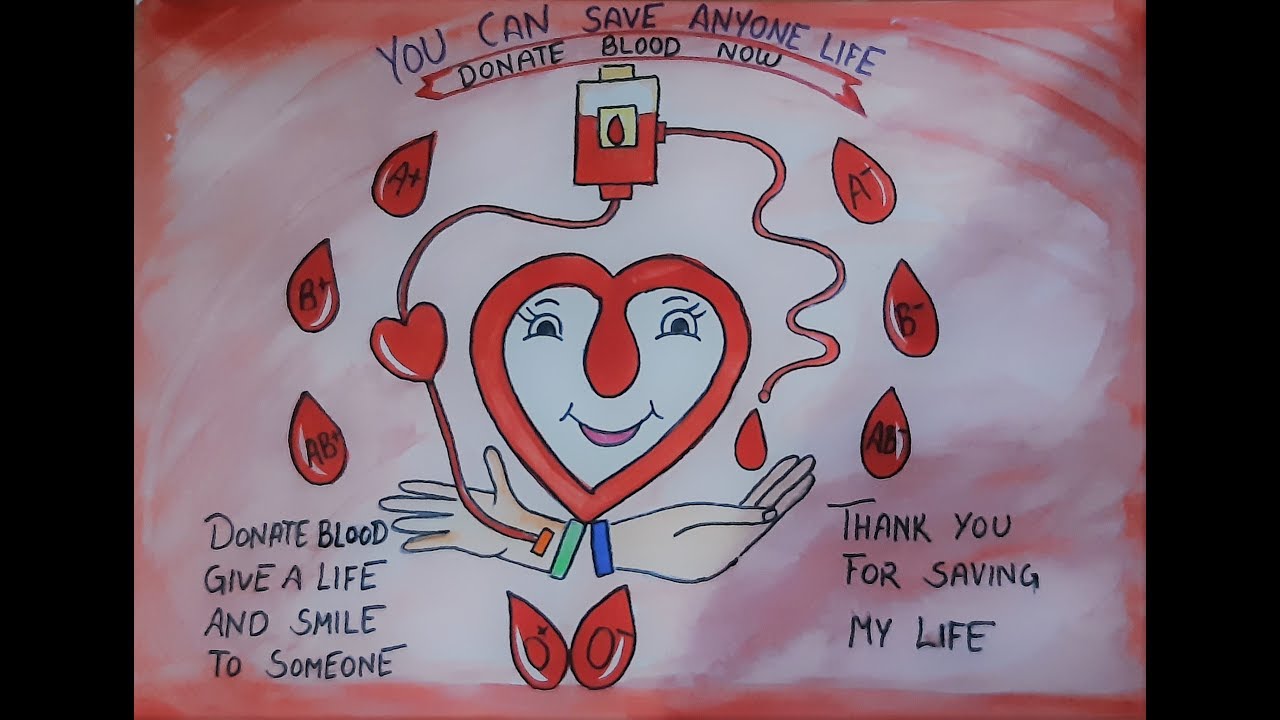 YOU CAN SAVE ANYONE LIFE
DONATE BLOOD NOW
A+
A-
B+
B-
AB+
AB-
DONATE BLOOD
GIVE A LIFE
AND SMILE
TO SOMEONE
THANK YOU
FOR SAVING
MY LIFE
O+
O-